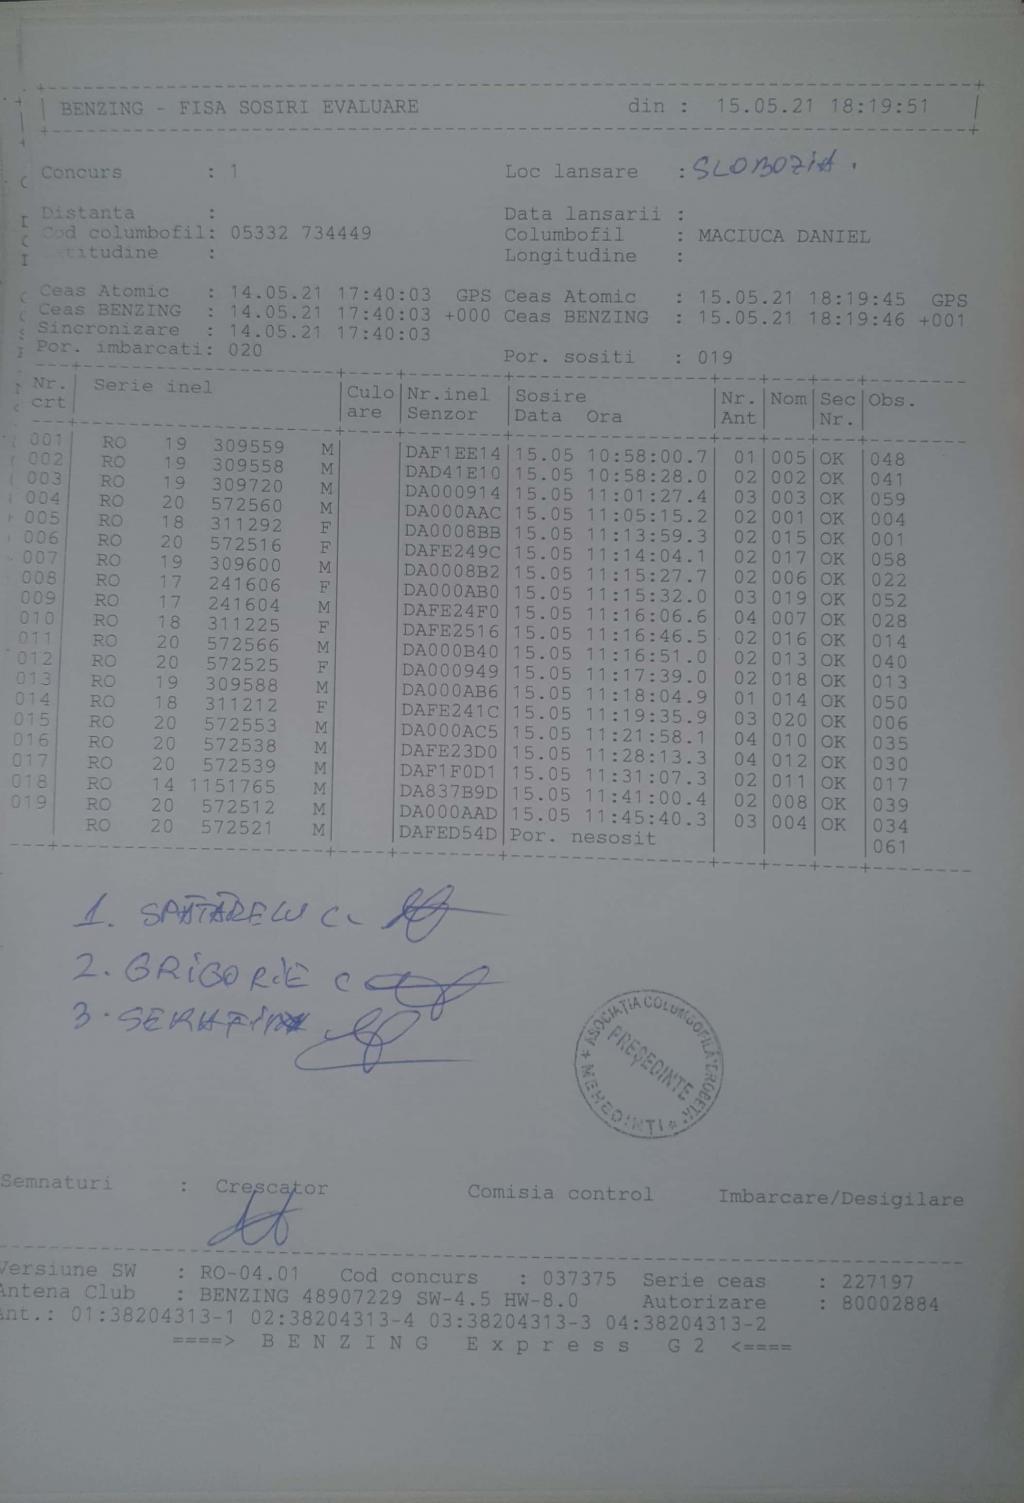 BENZING - FISA SOSIRI EVALUARE din : 15.05.21 18:19:51
Concurs : 1 Loc lansare : SLOBOZIA.
Distanta : Data lansarii :
Cod columbofil: 05332 734449 Columbofil : MACIUCA DANIEL
Latitudine : Longitudine :
Ceas Atomic : 14.05.21 17:40:03 GPS Ceas Atomic : 15.05.21 18:19:45 GPS
Ceas BENZING : 14.05.21 17:40:03 +000 Ceas BENZING : 15.05.21 18:19:46 +001
Sincronizare : 14.05.21 17:40:03
Por. imbarcati: 020 Por. sositi : 019
Nr. Serie inel Culo Nr.inel Sosire Nr. Nom Sec Obs.
crt are Senzor Data Ora Ant Nr.
001 RO 19 309559 M DAF1EE14 15.05 10:58:00.7 01 005 OK 048
002 RO 19 309558 M DAD41E10 15.05 10:58:28.0 02 002 OK 041
003 RO 19 309720 M DA000914 15.05 11:01:27.4 03 003 OK 059
004 RO 20 572560 M DA000AAC 15.05 11:05:15.2 02 001 OK 004
005 RO 18 311292 F DA0008BB 15.05 11:13:59.3 02 015 OK 001
006 RO 20 572516 F DAFE249C 15.05 11:14:04.1 02 017 OK 058
007 RO 19 309600 M DA0008B2 15.05 11:15:27.7 02 006 OK 022
008 RO 17 241606 F DA000AB0 15.05 11:15:32.0 03 019 OK 052
009 RO 17 241604 M DAFE24F0 15.05 11:16:06.6 04 007 OK 028
010 RO 18 311225 F DAFE2516 15.05 11:16:46.5 02 016 OK 014
011 RO 20 572566 M DA000B40 15.05 11:16:51.0 02 013 OK 040
012 RO 20 572525 F DA000949 15.05 11:17:39.0 02 018 OK 013
013 RO 19 309588 M DA000AB6 15.05 11:18:04.9 01 014 OK 050
014 RO 18 311212 F DAFE241C 15.05 11:19:35.9 03 020 OK 006
015 RO 20 572553 M DA000AC5 15.05 11:21:58.1 04 010 OK 035
016 RO 20 572538 M DAFE23D0 15.05 11:28:13.3 04 012 OK 030
017 RO 20 572539 M DAF1F0D1 15.05 11:31:07.3 02 011 OK 017
018 RO 14 1151765 M DA837B9D 15.05 11:41:00.4 02 008 OK 039
019 RO 20 572512 M DA000AAD 15.05 11:45:40.3 03 004 OK 034
RO 20 572521 M DAFED54D Por. nesosit 061
1. SPĂTĂRELU C.
2. GRIGORIE C
3. SERAFIN
ASOCIAȚIA COLUMBOFILĂ "DROBETA"
PREȘEDINTE
* MEHEDINȚI *
Semnaturi : Crescator Comisia control Imbarcare/Desigilare
Versiune SW : RO-04.01 Cod concurs : 037375 Serie ceas : 227197
Antena Club : BENZING 48907229 SW-4.5 HW-8.0 Autorizare : 80002884
Ant.: 01:38204313-1 02:38204313-4 03:38204313-3 04:38204313-2
====> B E N Z I N G E x p r e s s G 2 <====